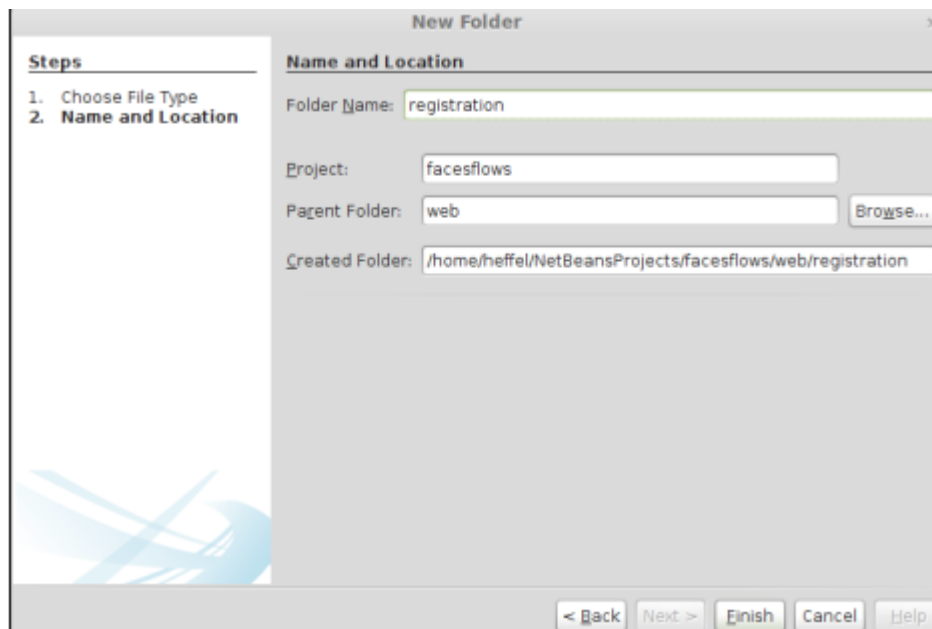 New Folder
Steps
1. Choose File Type
2. Name and Location
Name and Location
Folder Name: registration
Project: facesflows
Parent Folder: web Browse...
Created Folder: /home/heffel/NetBeansProjects/facesflows/web/registration
< Back Next > Finish Cancel Help